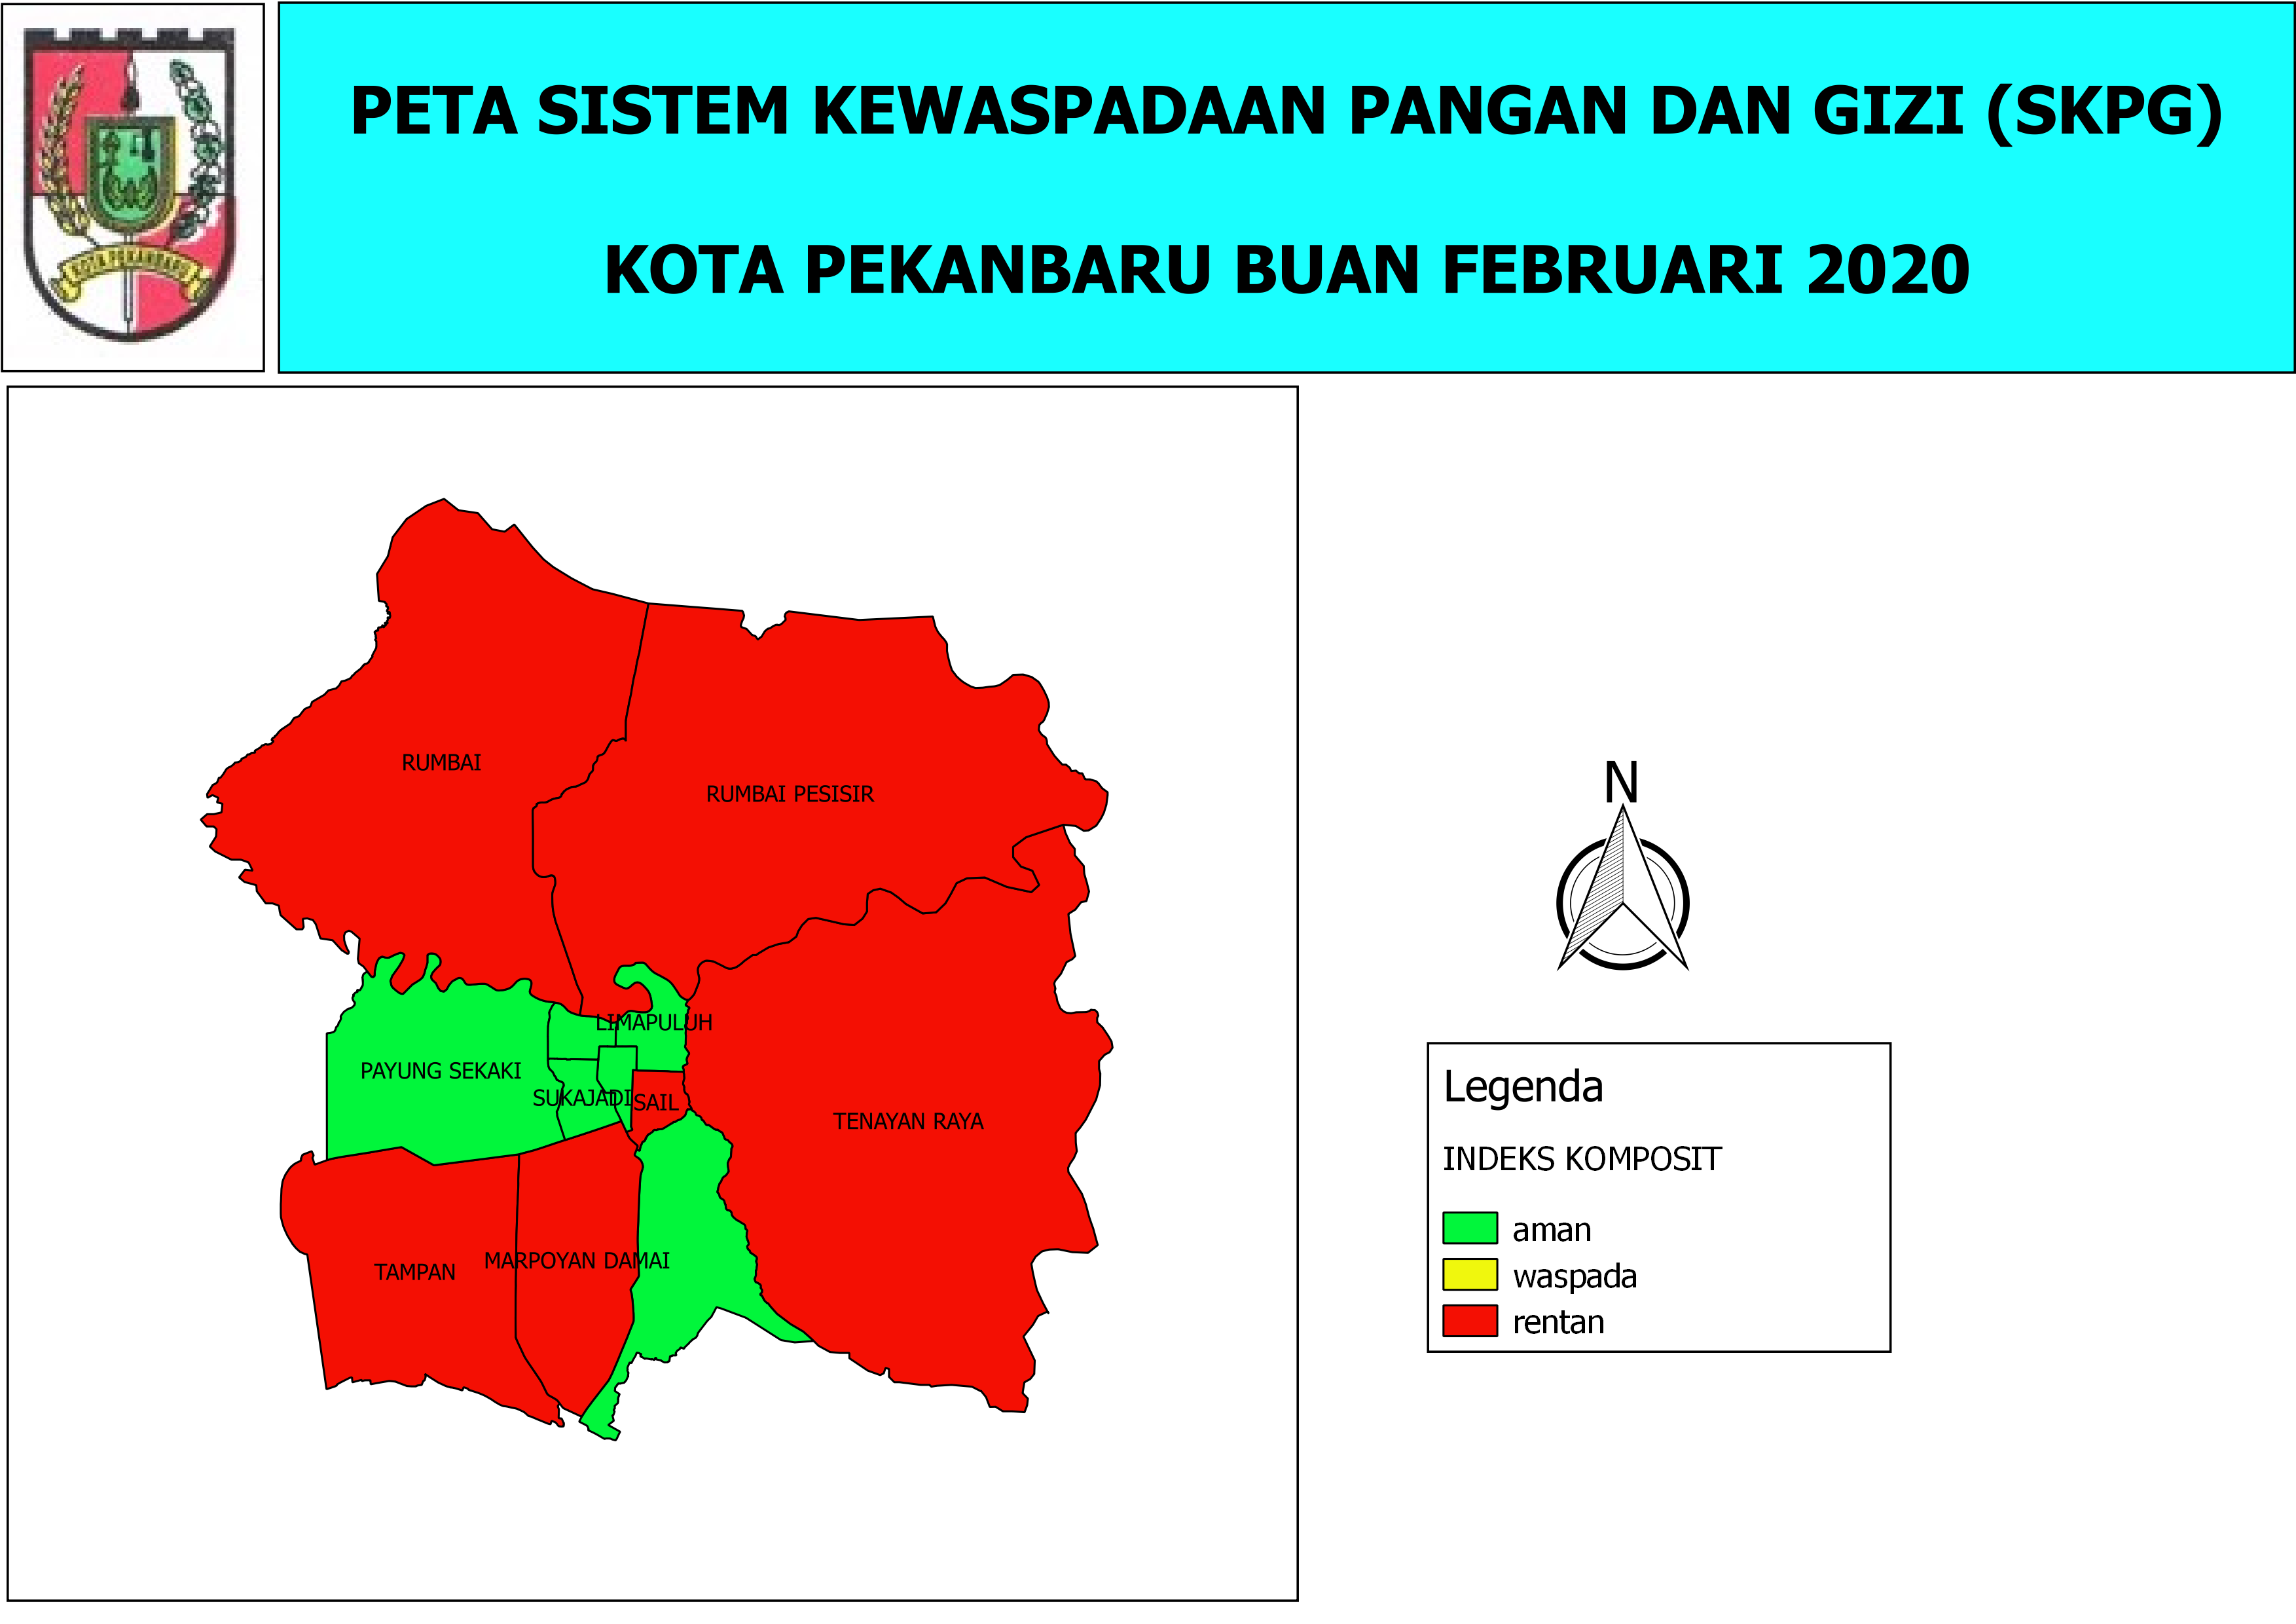 KOTA PEKANBARU
PETA SISTEM KEWASPADAAN PANGAN DAN GIZI (SKPG)
KOTA PEKANBARU BUAN FEBRUARI 2020
RUMBAI
RUMBAI PESISIR
LIMAPULUH
PAYUNG SEKAKI
SUKAJADI
SAIL
TENAYAN RAYA
MARPOYAN DAMAI
TAMPAN
N
Legenda
INDEKS KOMPOSIT
aman
waspada
rentan